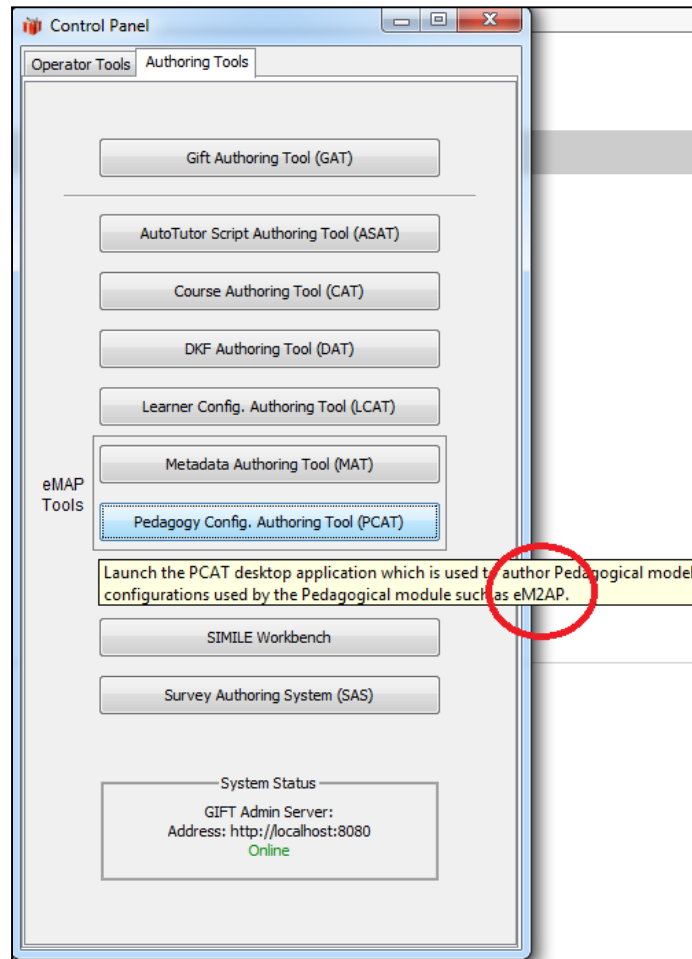 Control Panel
Operator Tools Authoring Tools
Gift Authoring Tool (GAT)
AutoTutor Script Authoring Tool (ASAT)
Course Authoring Tool (CAT)
DKF Authoring Tool (DAT)
Learner Config. Authoring Tool (LCAT)
eMAP
Tools
Metadata Authoring Tool (MAT)
Pedagogy Config. Authoring Tool (PCAT)
Launch the PCAT desktop application which is used to author Pedagogical model
configurations used by the Pedagogical module such as eM2AP.
SIMILE Workbench
Survey Authoring System (SAS)
System Status
GIFT Admin Server:
Address: http://localhost:8080
Online